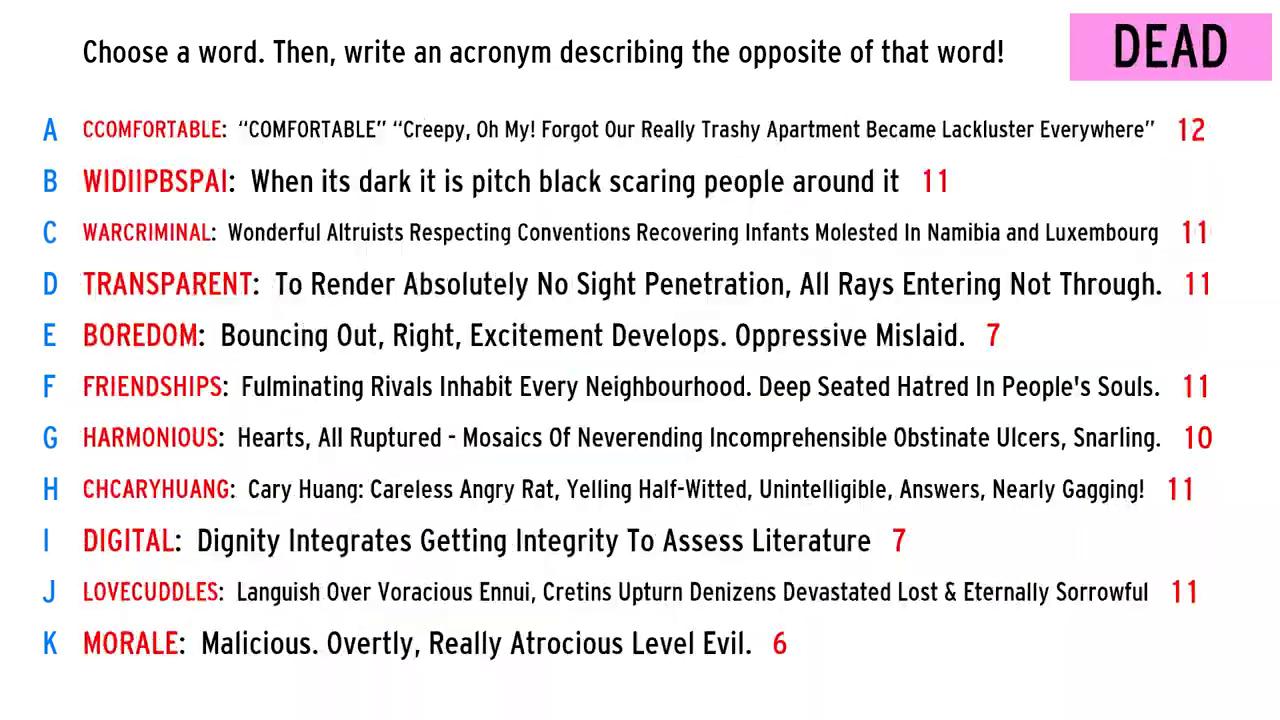 Choose a word. Then, write an acronym describing the opposite of that word!
DEAD
A CCOMFORTABLE: “COMFORTABLE” “Creepy, Oh My! Forgot Our Really Trashy Apartment Became Lackluster Everywhere” 12
B WIDIIPBSPAI: When its dark it is pitch black scaring people around it 11
C WARCRIMINAL: Wonderful Altruists Respecting Conventions Recovering Infants Molested In Namibia and Luxembourg 11
D TRANSPARENT: To Render Absolutely No Sight Penetration, All Rays Entering Not Through. 11
E BOREDOM: Bouncing Out, Right, Excitement Develops. Oppressive Mislaid. 7
F FRIENDSHIPS: Fulminating Rivals Inhabit Every Neighbourhood. Deep Seated Hatred In People's Souls. 11
G HARMONIOUS: Hearts, All Ruptured - Mosaics Of Neverending Incomprehensible Obstinate Ulcers, Snarling. 10
H CHCARYHUANG: Cary Huang: Careless Angry Rat, Yelling Half-Witted, Unintelligible, Answers, Nearly Gagging! 11
I DIGITAL: Dignity Integrates Getting Integrity To Assess Literature 7
J LOVECUDDLES: Languish Over Voracious Ennui, Cretins Upturn Denizens Devastated Lost & Eternally Sorrowful 11
K MORALE: Malicious. Overtly, Really Atrocious Level Evil. 6